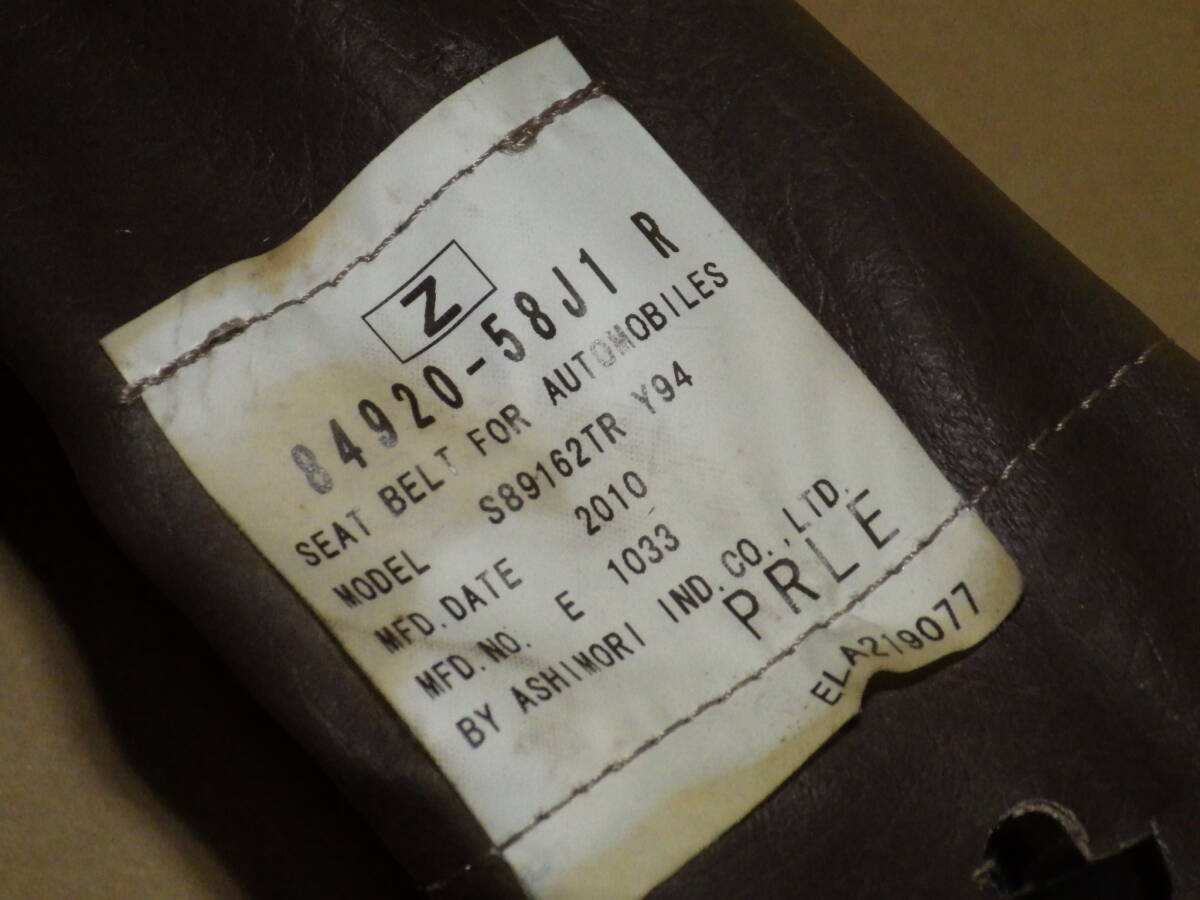 Z
84920-58J1 R
SEAT BELT FOR AUTOMOBILES
MODEL S89162TR Y94
MFD. DATE 2010
MFD. NO. E 1033
BY ASHIMORI IND. CO., LTD.
PRLE
ELA219077